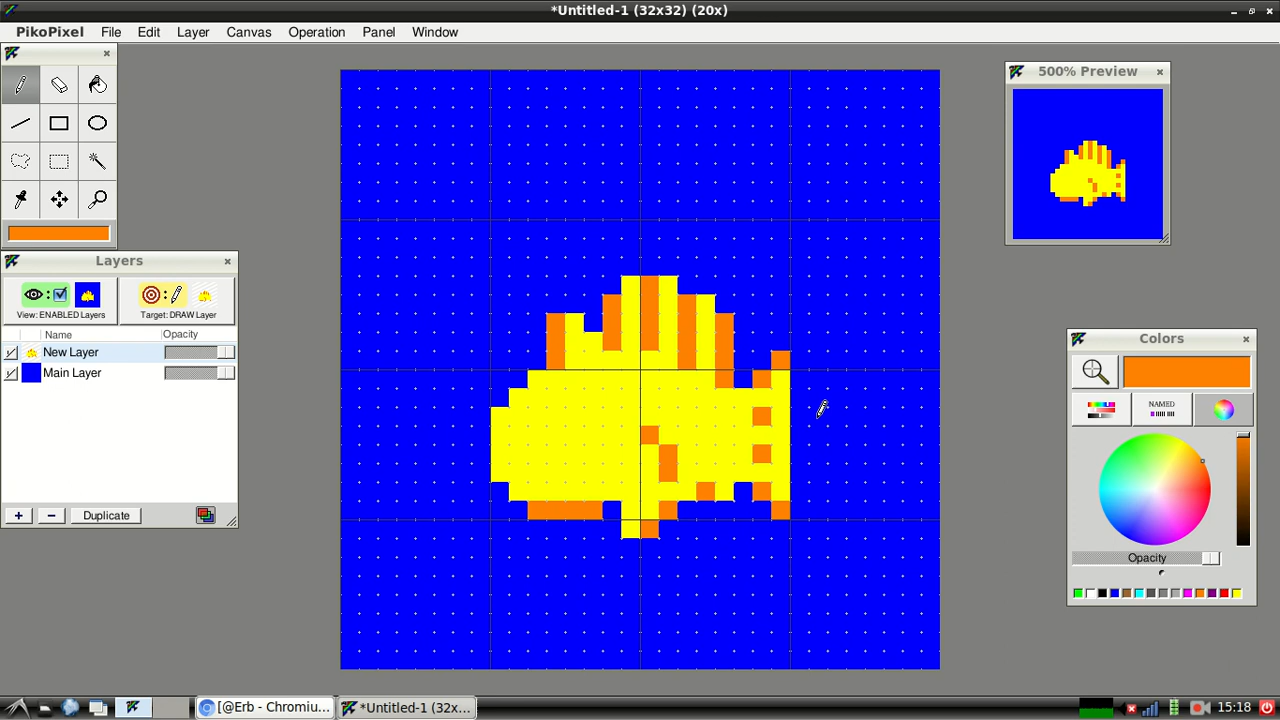 *Untitled-1 (32x32) (20x)
PikoPixel File Edit Layer Canvas Operation Panel Window
500% Preview
Layers
View: ENABLED Layers
Target: DRAW Layer
Name Opacity
New Layer
Main Layer
+ − Duplicate
Colors
NAMED
Opacity
[@Erb - Chromiu...
*Untitled-1 (32x...
15:18